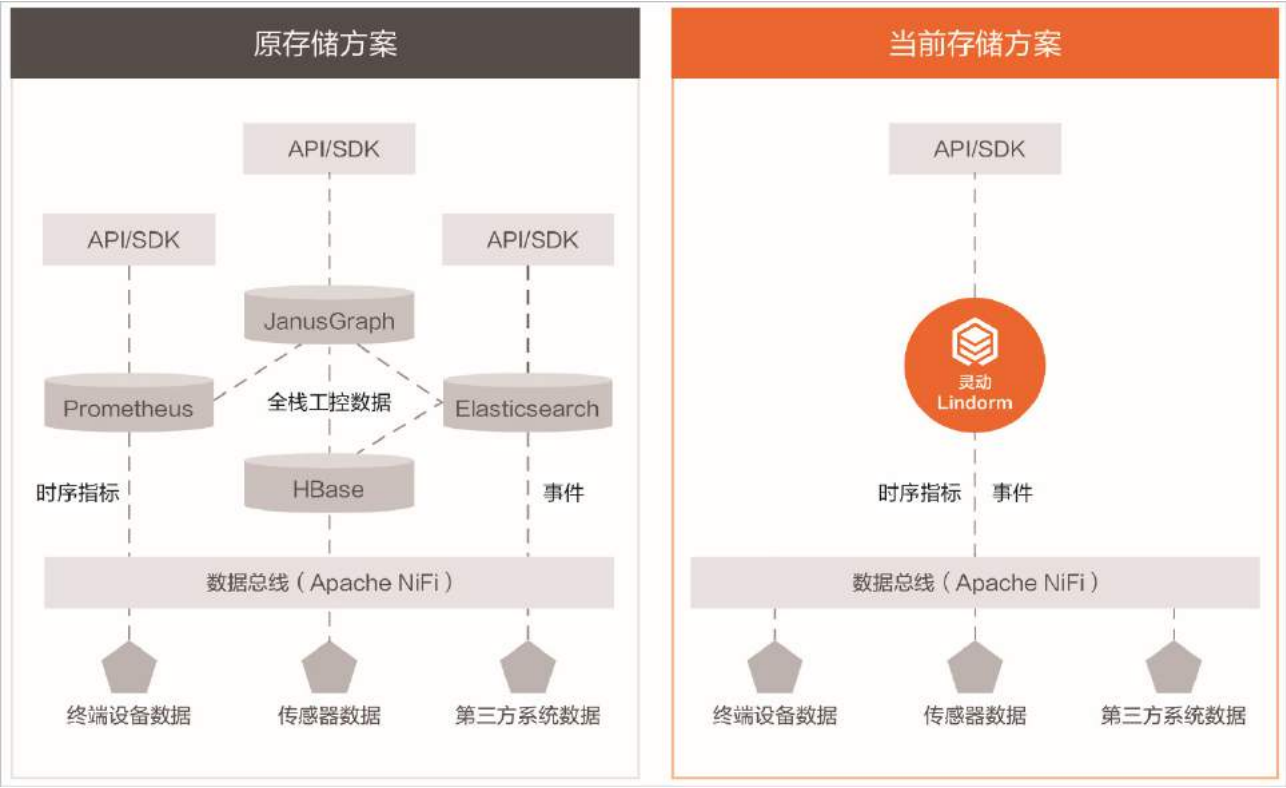 原存储方案
API/SDK
API/SDK
API/SDK
JanusGraph
Prometheus
全栈工控数据
Elasticsearch
时序指标
HBase
事件
数据总线（Apache NiFi）
终端设备数据
传感器数据
第三方系统数据
当前存储方案
API/SDK
灵动
Lindorm
时序指标
事件
数据总线（Apache NiFi）
终端设备数据
传感器数据
第三方系统数据